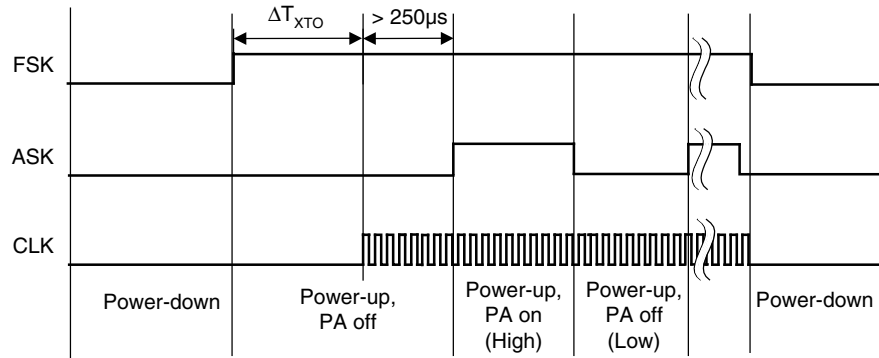 ΔT_XTO
> 250μs
FSK
ASK
CLK
Power-down
Power-up,
PA off
Power-up,
PA on
(High)
Power-up,
PA off
(Low)
Power-down